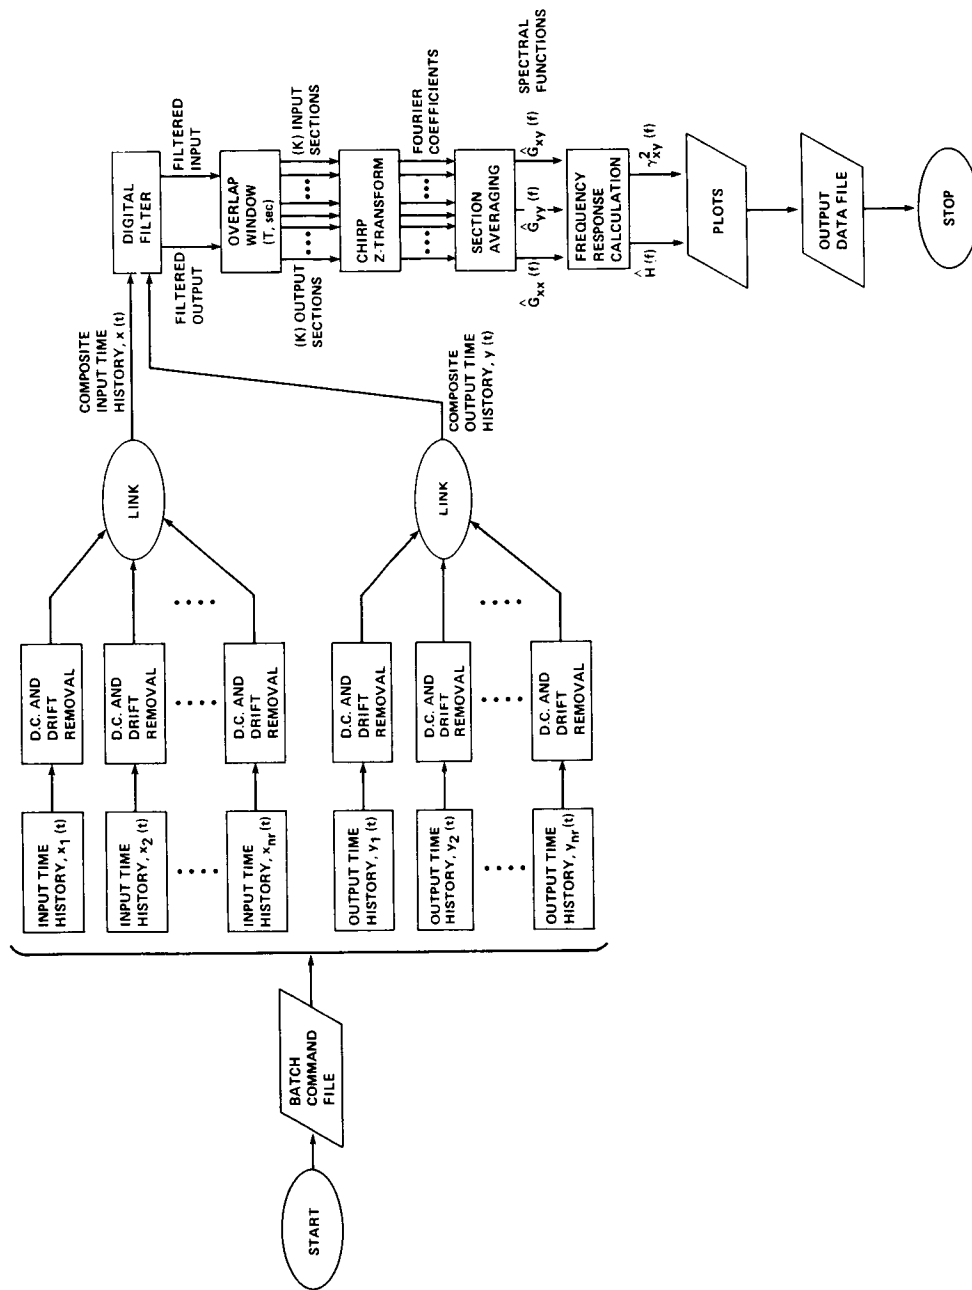 START
BATCH
COMMAND
FILE
INPUT TIME
HISTORY, x1 (t)
D.C. AND
DRIFT
REMOVAL
INPUT TIME
HISTORY, x2 (t)
D.C. AND
DRIFT
REMOVAL
INPUT TIME
HISTORY, xnr (t)
D.C. AND
DRIFT
REMOVAL
LINK
COMPOSITE
INPUT TIME
HISTORY, x (t)
OUTPUT TIME
HISTORY, y1 (t)
D.C. AND
DRIFT
REMOVAL
OUTPUT TIME
HISTORY, y2 (t)
D.C. AND
DRIFT
REMOVAL
OUTPUT TIME
HISTORY, ynr (t)
D.C. AND
DRIFT
REMOVAL
LINK
COMPOSITE
OUTPUT TIME
HISTORY, y (t)
DIGITAL
FILTER
FILTERED
OUTPUT
FILTERED
INPUT
OVERLAP
WINDOW
(T, sec)
(K) OUTPUT
SECTIONS
(K) INPUT
SECTIONS
CHIRP
Z-TRANSFORM
FOURIER
COEFFICIENTS
SECTION
AVERAGING
Ĝxx (f)
Ĝyy (f)
Ĝxy (f)
SPECTRAL
FUNCTIONS
FREQUENCY
RESPONSE
CALCULATION
Ĥ (f)
γ²xy (f)
PLOTS
OUTPUT
DATA FILE
STOP